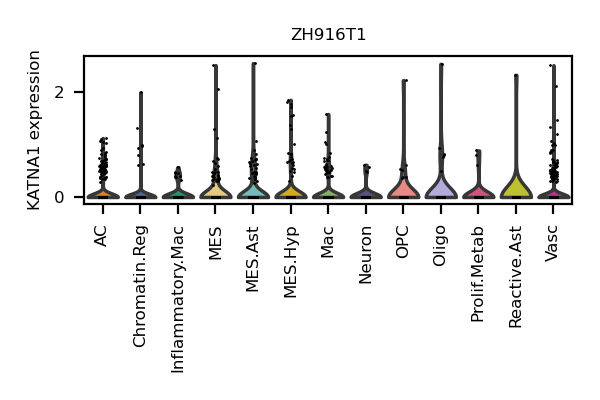 ZH916T1
KATNA1 expression
2
0
AC
Chromatin.Reg
Inflammatory.Mac
MES
MES.Ast
MES.Hyp
Mac
Neuron
OPC
Oligo
Prolif.Metab
Reactive.Ast
Vasc